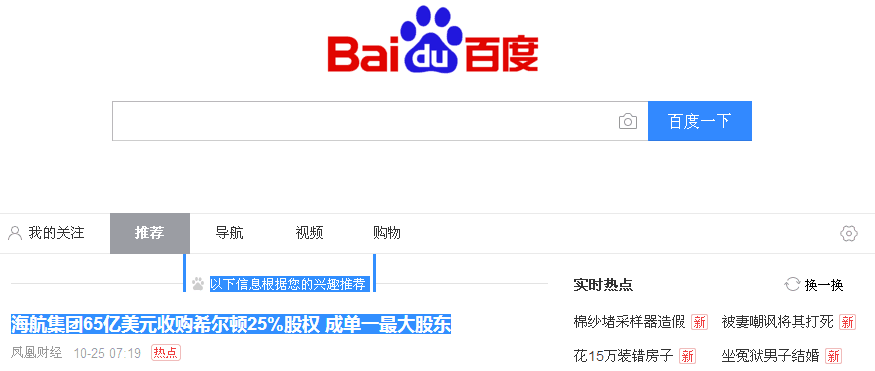 Baidu百度
百度一下
我的关注 推荐 导航 视频 购物
以下信息根据您的兴趣推荐
海航集团65亿美元收购希尔顿25%股权 成单一最大股东
凤凰财经 10-25 07:19 热点
实时热点 换一换
棉纱堵采样器造假 新 被妻嘲讽将其打死 新
花15万装错房子 新 坐冤狱男子结婚 新